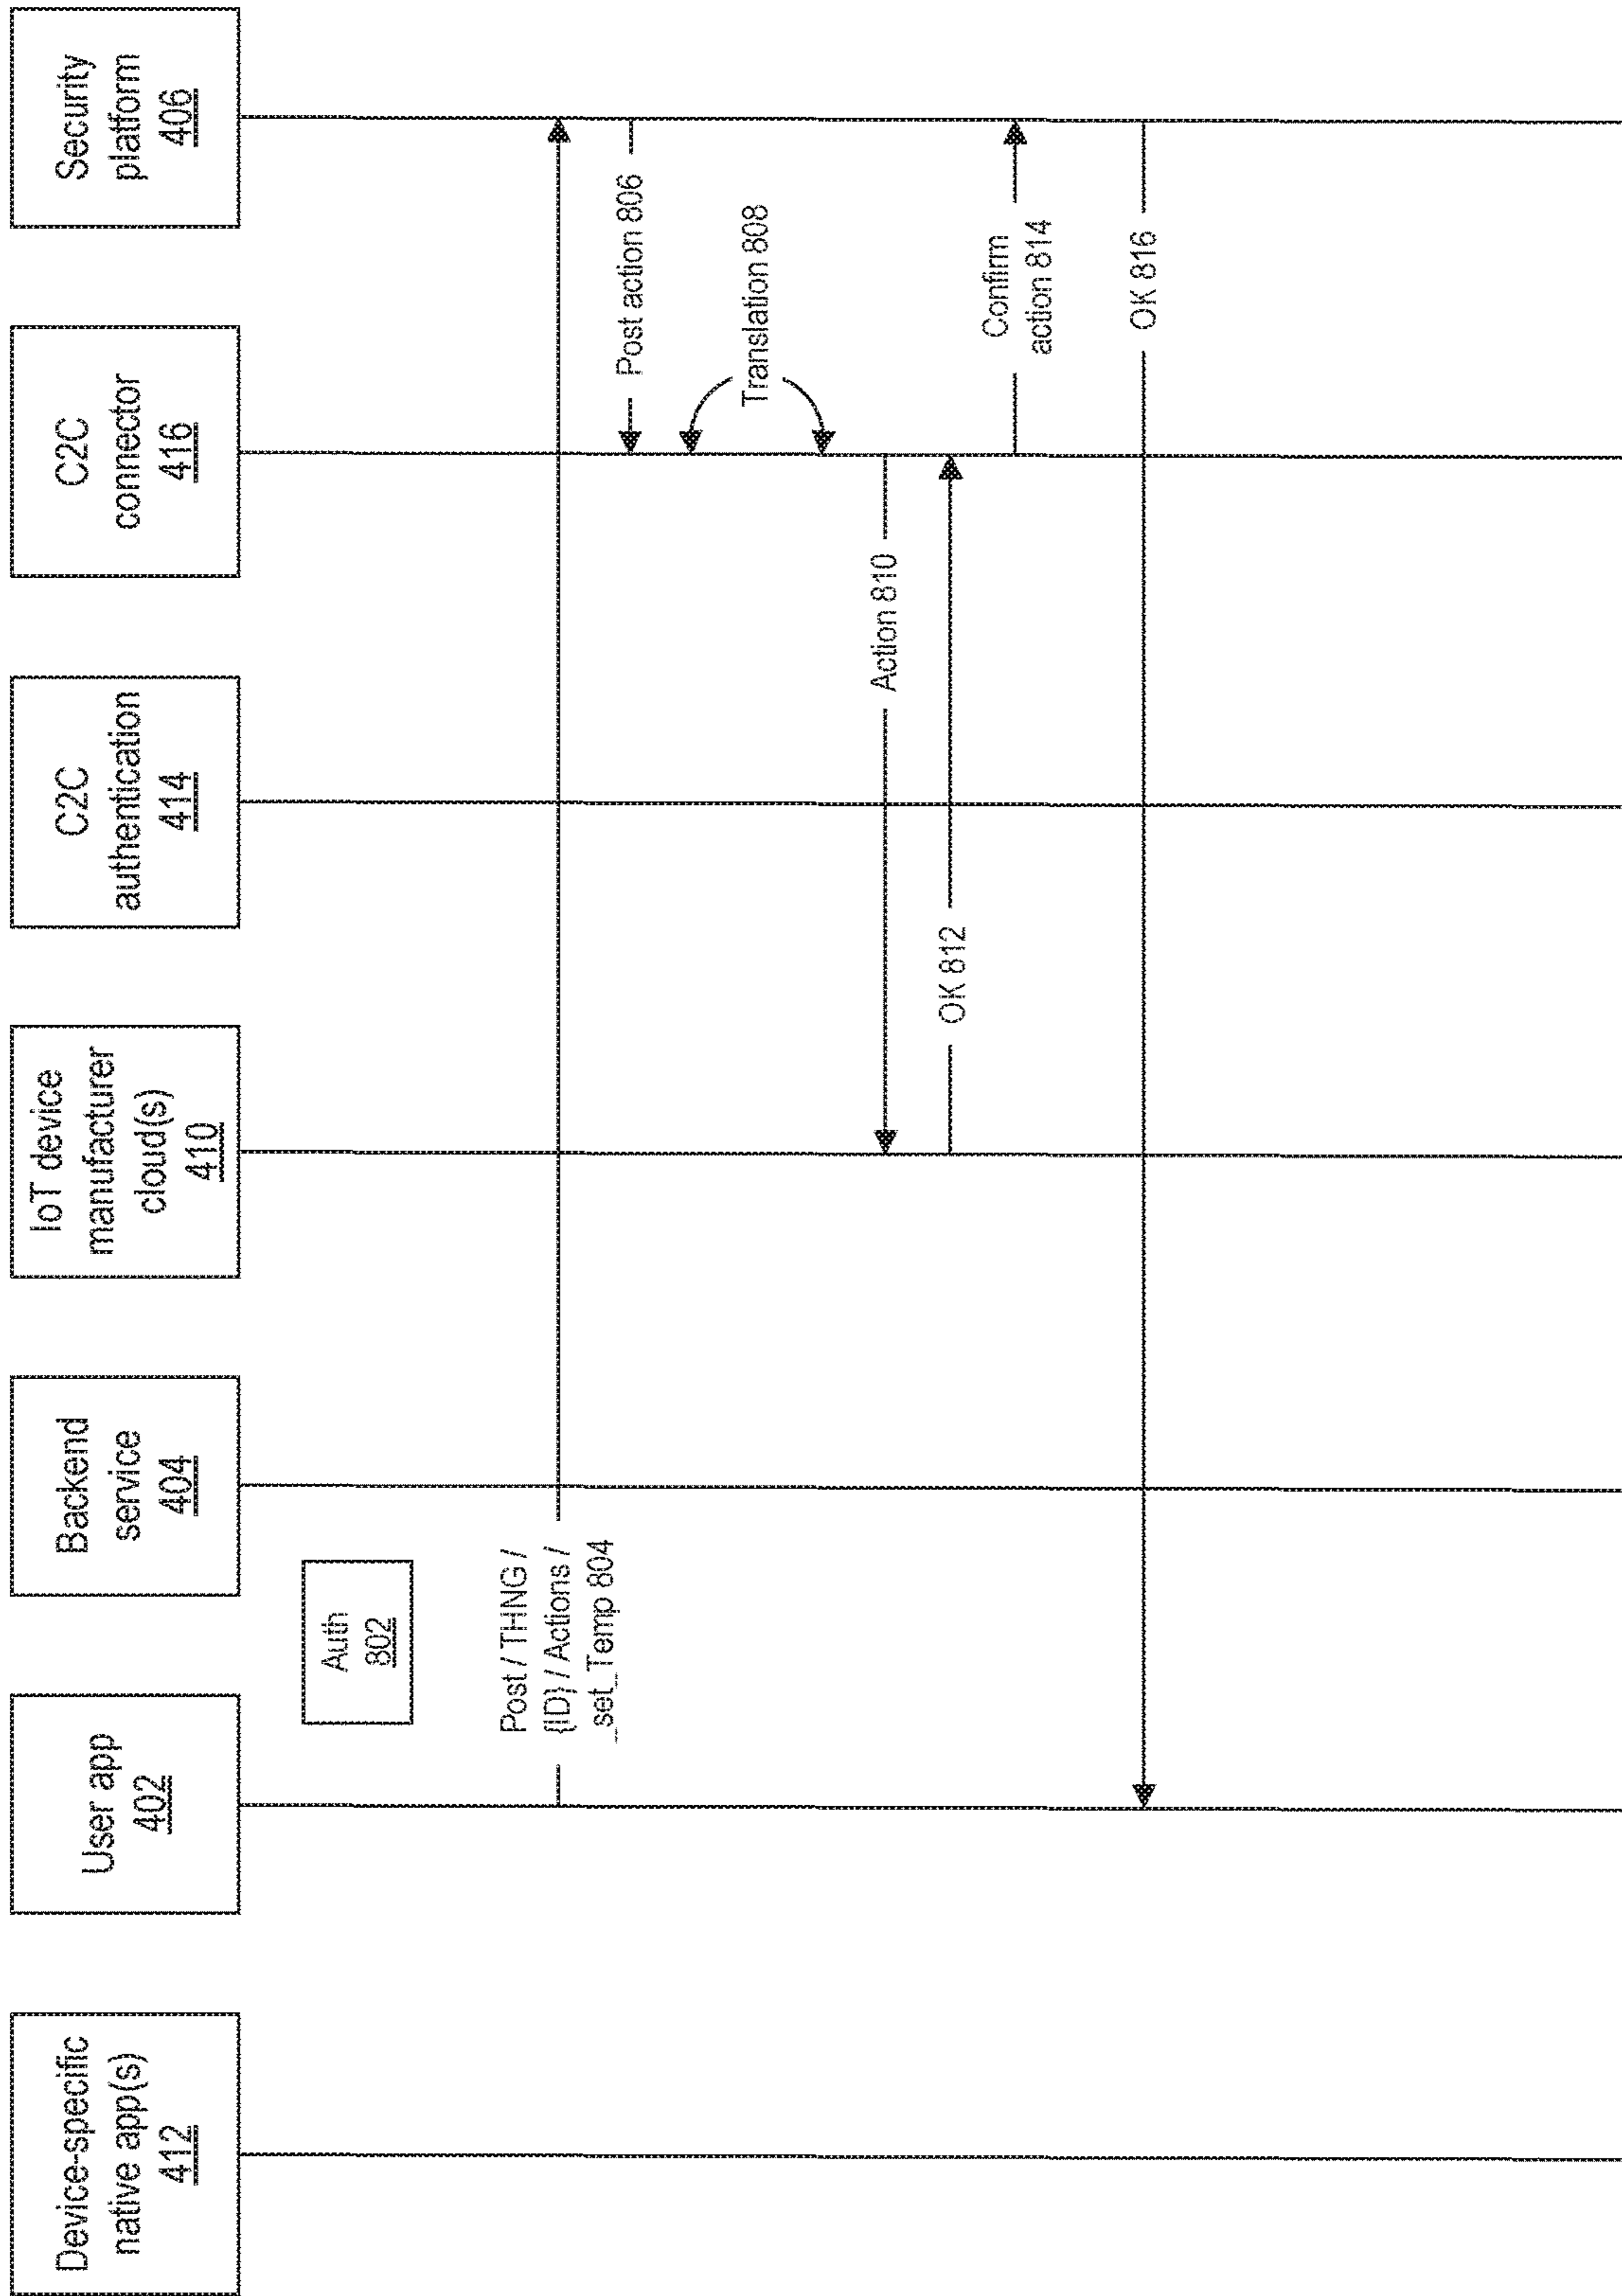 Device-specific
native app(s)
412
User app
402
Backend
service
404
IoT device
manufacturer
cloud(s)
410
C2C
authentication
414
C2C
connector
416
Security
platform
406
Auth
802
Post / THNG /
{ID} / Actions /
_set_Temp 804
Post action 806
Translation 808
Action 810
OK 812
Confirm
action 814
OK 816